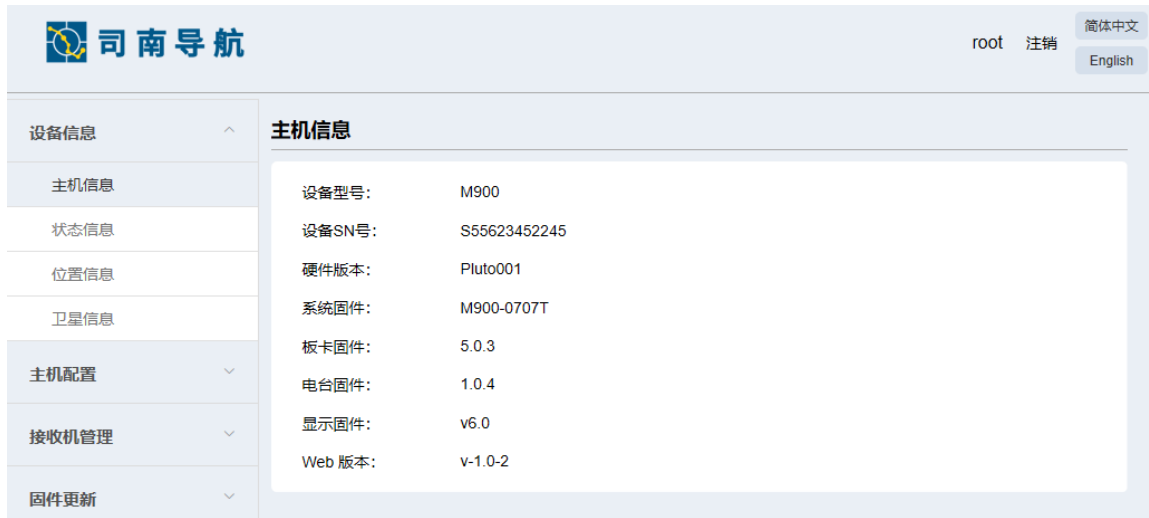 司南导航
root 注销 简体中文
English
设备信息
主机信息
状态信息
位置信息
卫星信息
主机配置
接收机管理
固件更新
主机信息
设备型号： M900
设备SN号： S55623452245
硬件版本： Pluto001
系统固件： M900-0707T
板卡固件： 5.0.3
电台固件： 1.0.4
显示固件： v6.0
Web 版本： v-1.0-2